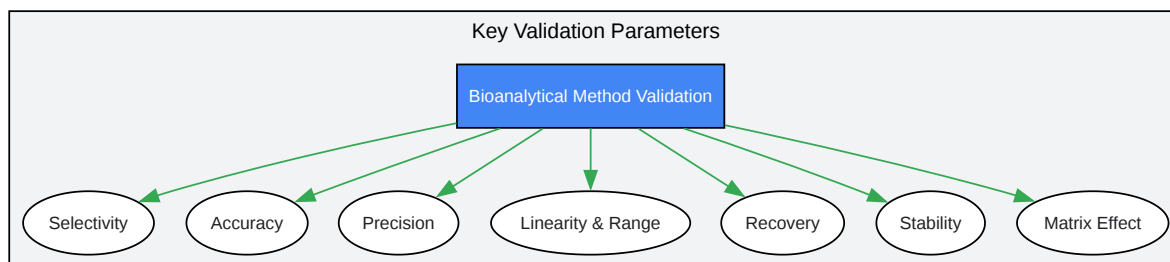 Key Validation Parameters
Bioanalytical Method Validation
Selectivity
Accuracy
Precision
Linearity & Range
Recovery
Stability
Matrix Effect